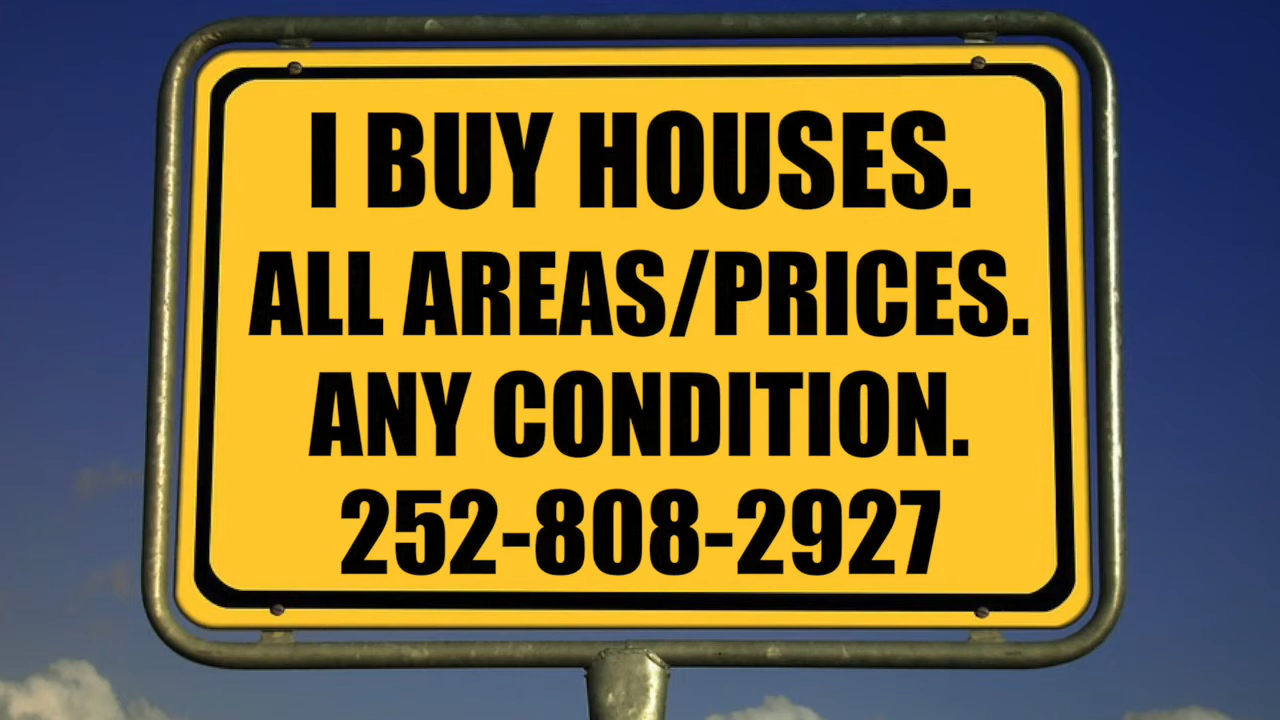 I BUY HOUSES.
ALL AREAS/PRICES.
ANY CONDITION.
252-808-2927